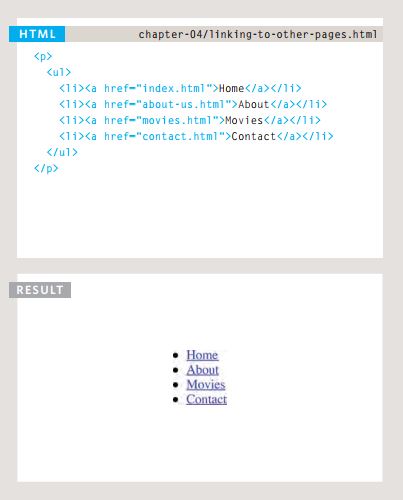 HTML chapter-04/linking-to-other-pages.html
<p>
<ul>
<li><a href="index.html">Home</a></li>
<li><a href="about-us.html">About</a></li>
<li><a href="movies.html">Movies</a></li>
<li><a href="contact.html">Contact</a></li>
</ul>
</p>
RESULT
Home
About
Movies
Contact